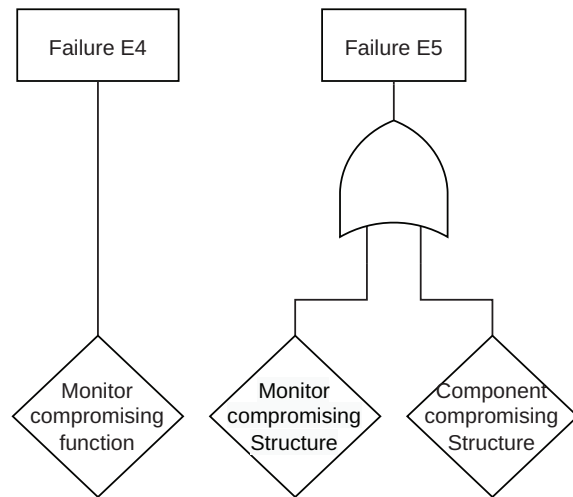 Failure E4
Failure E5
Monitor
compromising
function
Monitor
compromising
Structure
Component
compromising
Structure